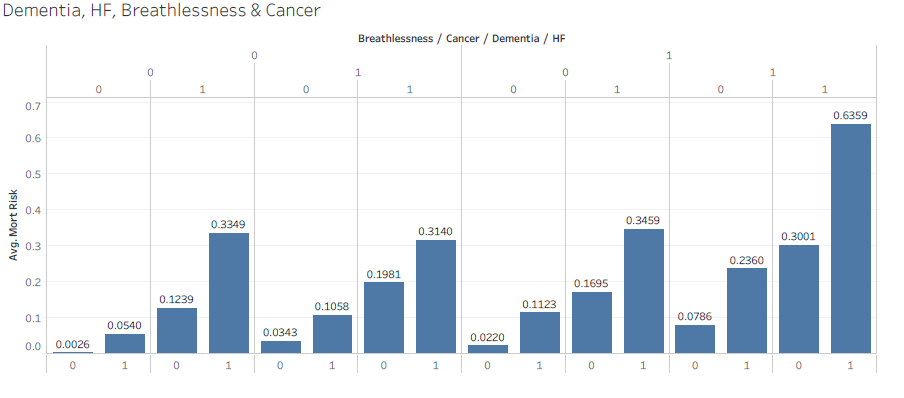 Dementia, HF, Breathlessness & Cancer
Breathlessness / Cancer / Dementia / HF
0 1
0 1 0 1
0 1 0 1 0 1 0 1
Avg. Mort Risk
0.7
0.6
0.5
0.4
0.3
0.2
0.1
0.0
0.0026 0.0540 0.1239 0.3349 0.0343 0.1058 0.1981 0.3140 0.0220 0.1123 0.1695 0.3459 0.0786 0.2360 0.3001 0.6359
0 1 0 1 0 1 0 1 0 1 0 1 0 1 0 1